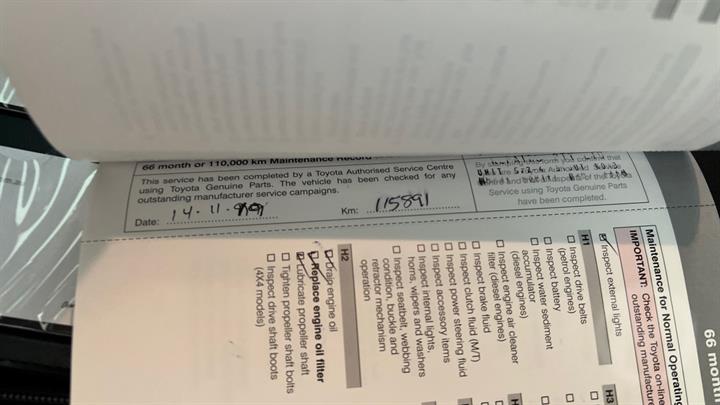 66 month or 110,000 km Maintenance Record
This service has been completed by a Toyota Authorised Service Centre
using Toyota Genuine Parts. The vehicle has been checked for any
outstanding manufacturer service campaigns.
Date: 14.11. Km: 115891
Service using Toyota Genuine Parts
have been completed.
66 month
Maintenance for Normal Operating
IMPORTANT: Check the Toyota on-line
outstanding manufacture
H1
Inspect external lights
Inspect drive belts
(petrol engines)
Inspect battery
Inspect water sediment
accumulator
(diesel engines)
Inspect engine air cleaner
filter (diesel engines)
Inspect brake fluid
Inspect clutch fluid (M/T)
Inspect power steering fluid
Inspect accessory items
Inspect internal lights,
horns, wipers and washers
Inspect seatbelt, webbing
condition, buckle and
retractor mechanism
operation
H2
Drain engine oil
Replace engine oil filter
Lubricate propeller shaft
Tighten propeller shaft bolts
Inspect drive shaft boots
(4X4 models)
H3